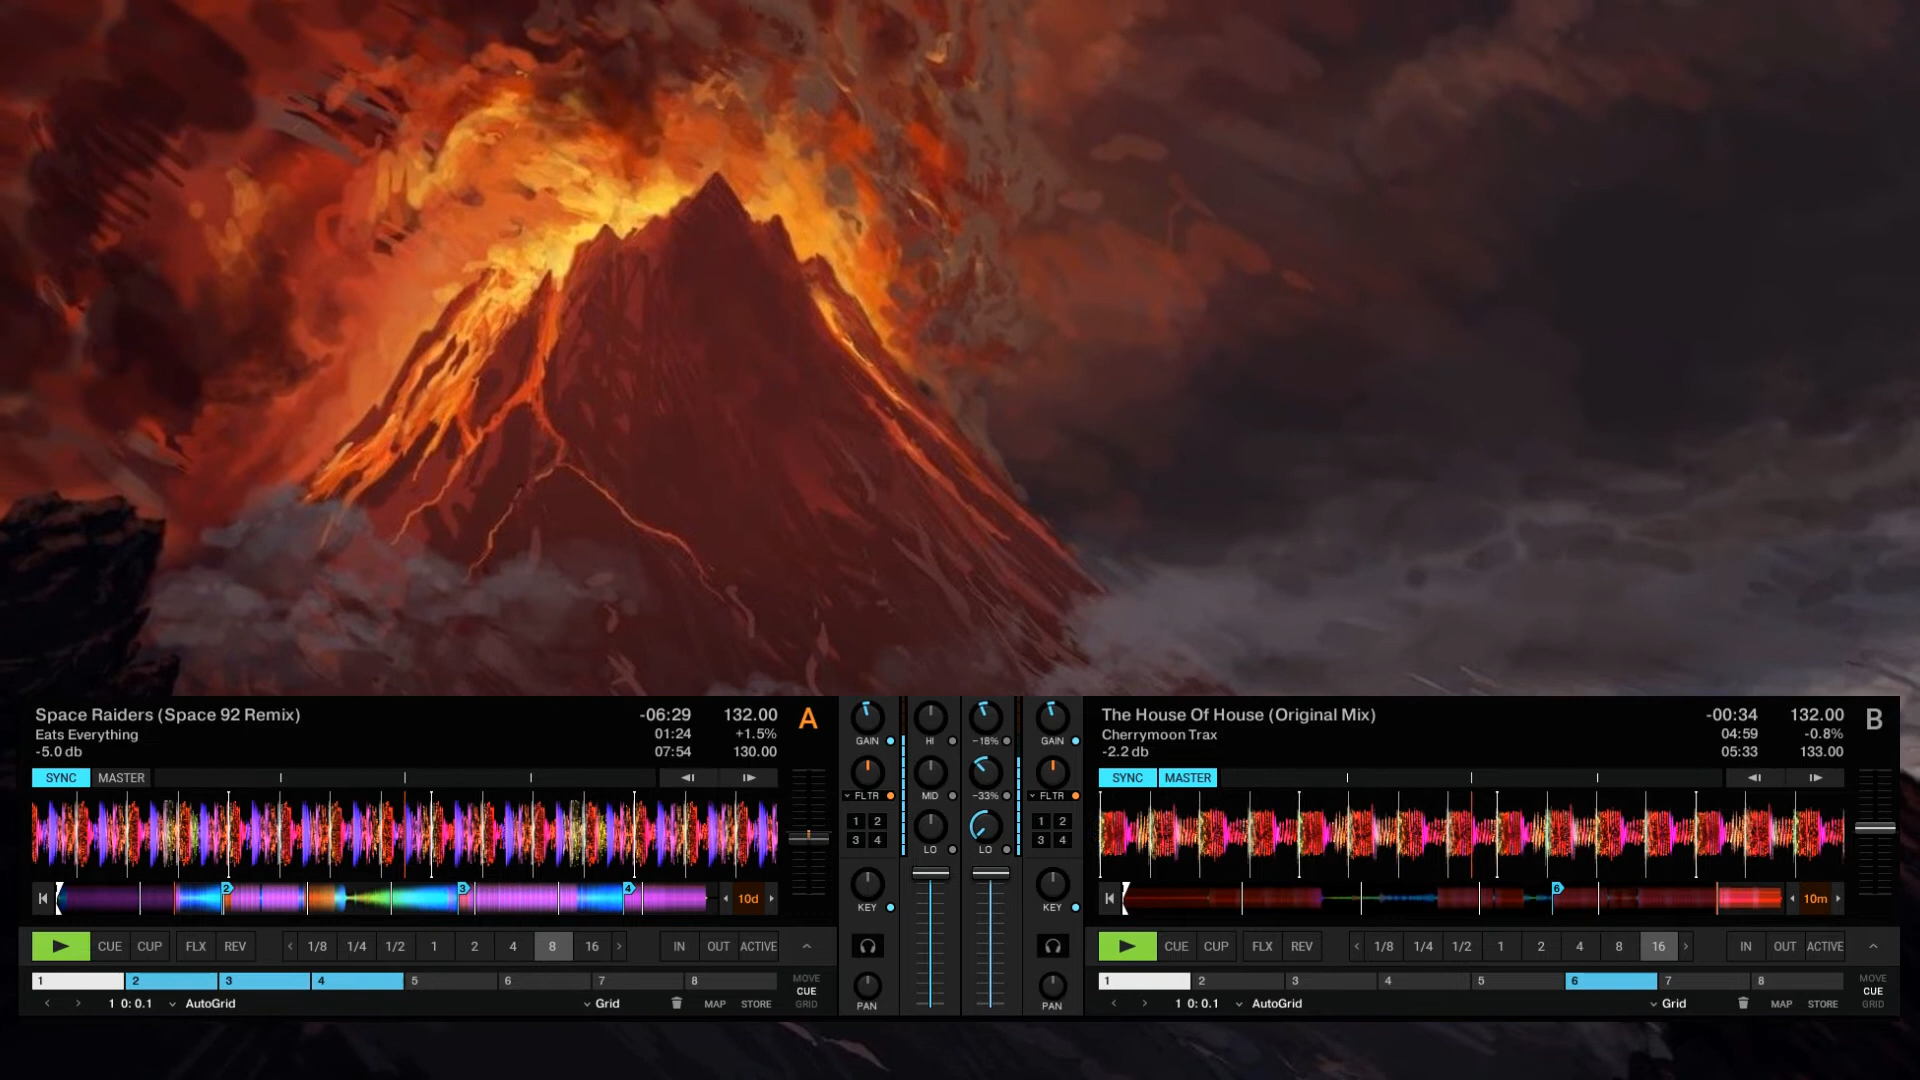 Space Raiders (Space 92 Remix) -06:29 132.00 A
Eats Everything 01:24 +1.5%
-5.0 db 07:54 130.00
SYNC MASTER
2 3 4
10d
CUE CUP FLX REV 1/8 1/4 1/2 1 2 4 8 16 IN OUT ACTIVE
1 2 3 4 5 6 7 8
MOVE
CUE
GRID
1 0: 0.1 AutoGrid Grid MAP STORE
GAIN HI -18% GAIN
FLTR MID -33% FLTR
1 2 1 2
3 4 3 4
LO LO
KEY KEY
PAN PAN
The House Of House (Original Mix) -00:34 132.00 B
Cherrymoon Trax 04:59 -0.8%
-2.2 db 05:33 133.00
SYNC MASTER
6
10m
CUE CUP FLX REV 1/8 1/4 1/2 1 2 4 8 16 IN OUT ACTIVE
1 2 3 4 5 6 7 8
MOVE
CUE
GRID
1 0: 0.1 AutoGrid Grid MAP STORE